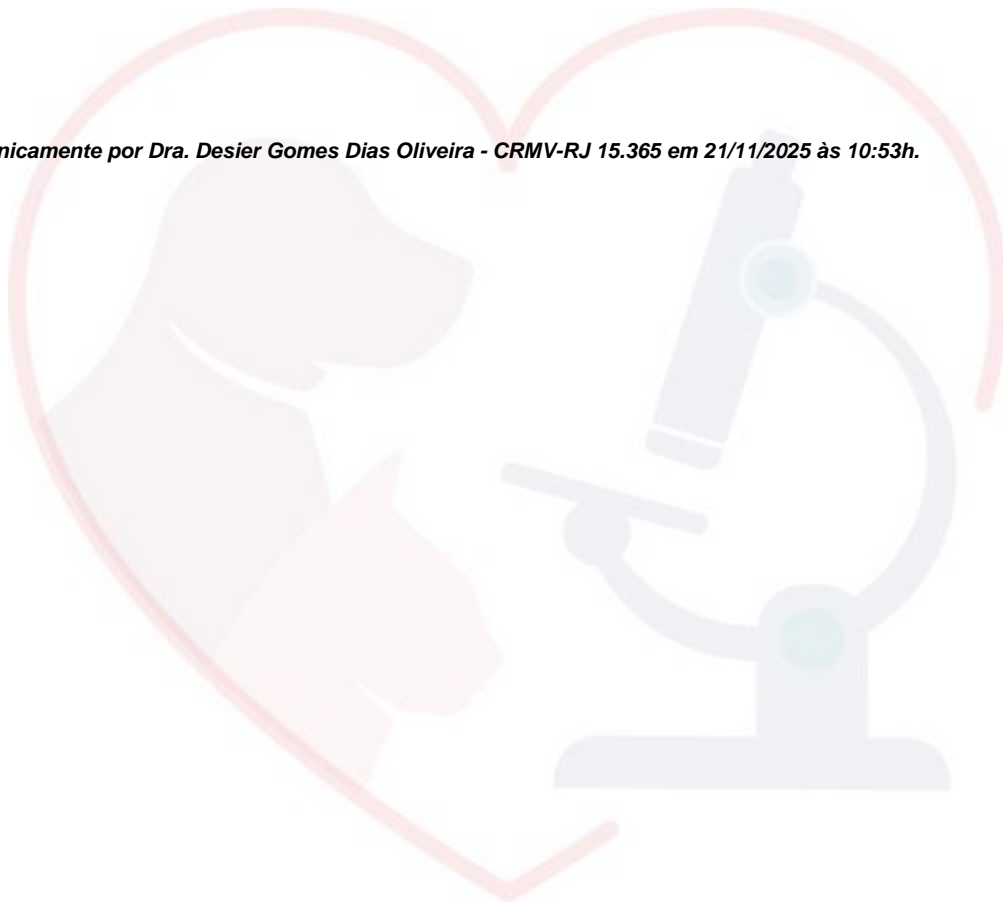 nicamente por Dra. Desier Gomes Dias Oliveira - CRMV-RJ 15.365 em 21/11/2025 às 10:53h.